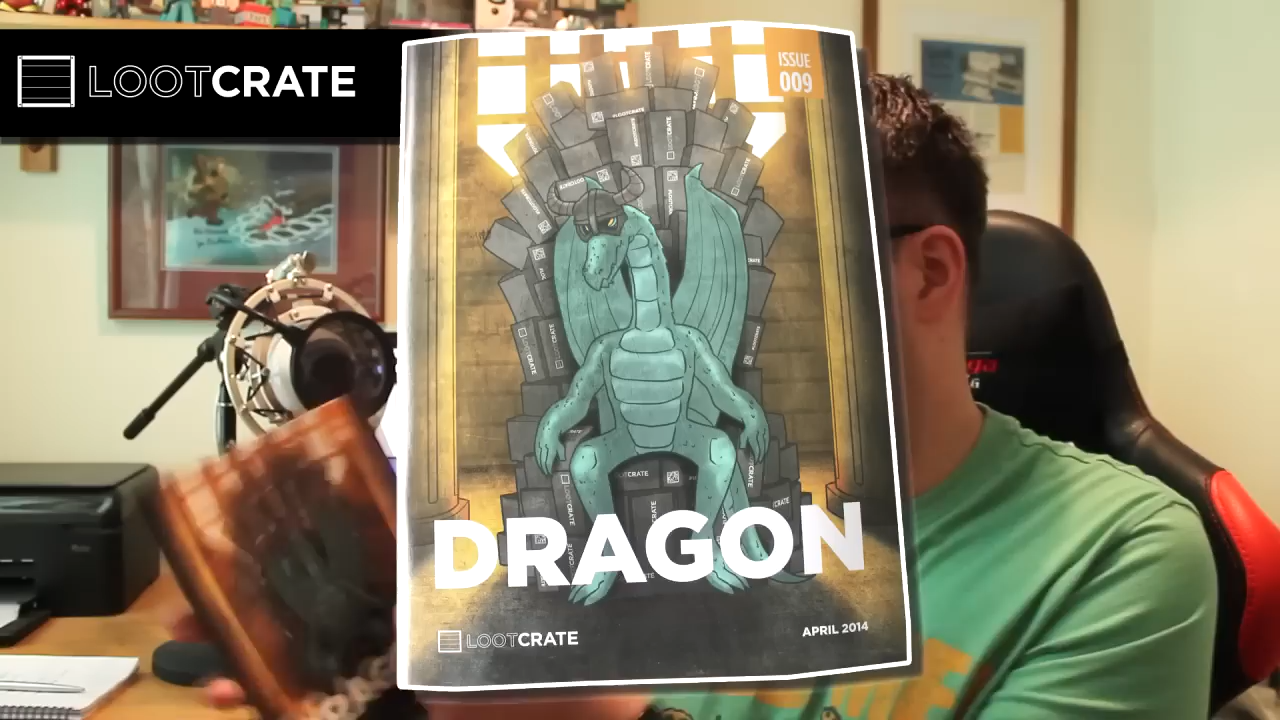 LOOTCRATE
ISSUE
009
DRAGON
LOOTCRATE
APRIL 2014